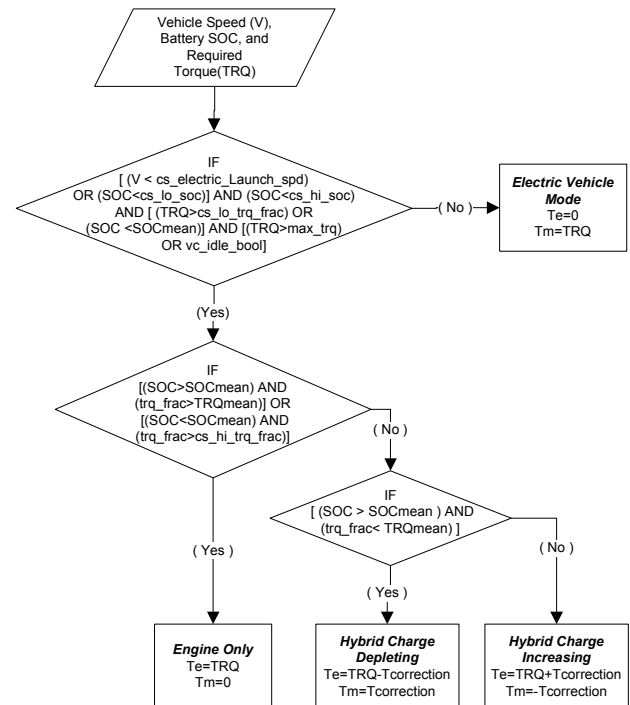 Vehicle Speed (V),
Battery SOC, and
Required
Torque(TRQ)
IF
[ (V < cs_electric_Launch_spd)
OR (SOC<cs_lo_soc)] AND (SOC<cs_hi_soc)
AND [ (TRQ>cs_lo_trq_frac) OR
(SOC <SOCmean)] AND [(TRQ>max_trq)
OR vc_idle_bool]
( No )
Electric Vehicle
Mode
Te=0
Tm=TRQ
(Yes)
IF
[(SOC>SOCmean) AND
(trq_frac>TRQmean)] OR
[(SOC<SOCmean) AND
(trq_frac>cs_hi_trq_frac)]
( No )
IF
[ (SOC > SOCmean ) AND
(trq_frac< TRQmean) ]
( Yes )
( No )
( Yes )
Engine Only
Te=TRQ
Tm=0
Hybrid Charge
Depleting
Te=TRQ-Tcorrection
Tm=Tcorrection
Hybrid Charge
Increasing
Te=TRQ+Tcorrection
Tm=-Tcorrection